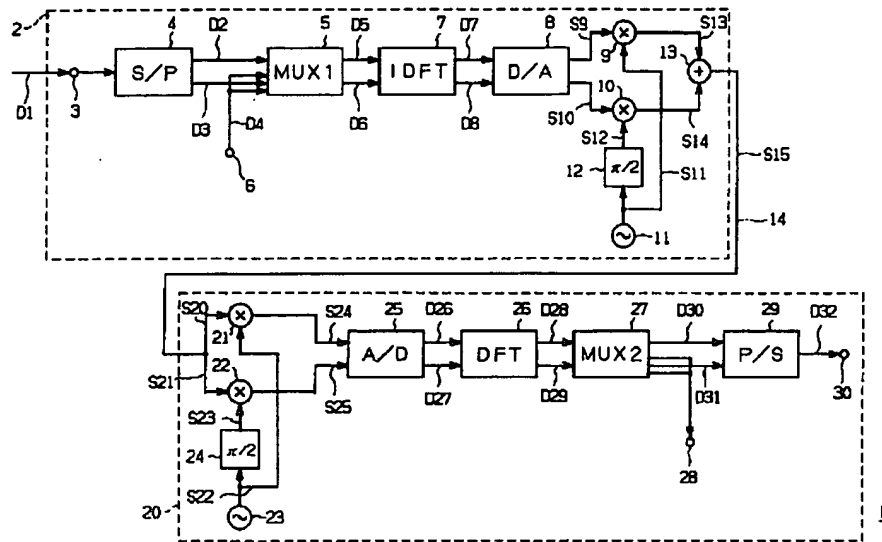 2
4
D2
5
D5
7
D7
8
S9
S13
S/P
MUX1
IDFT
D/A
9
13
D1
3
D3
D4
D6
D8
10
S10
S12
S14
6
12
π/2
S11
S15
11
14
S20
21
S24
25
D26
26
D28
27
D30
29
D32
A/D
DFT
MUX2
P/S
S21
22
S25
D27
D29
D31
30
S23
24
π/2
28
S22
20
23
1